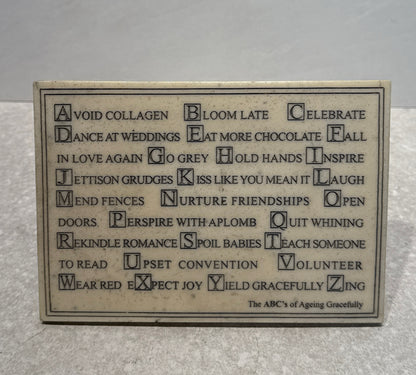 AVOID COLLAGEN BLOOM LATE CELEBRATE
DANCE AT WEDDINGS EAT MORE CHOCOLATE FALL
IN LOVE AGAIN GO GREY HOLD HANDS INSPIRE
JETTISON GRUDGES KISS LIKE YOU MEAN IT LAUGH
MEND FENCES NURTURE FRIENDSHIPS OPEN
DOORS. PERSPIRE WITH APLOMB QUIT WHINING
REKINDLE ROMANCE SPOIL BABIES TEACH SOMEONE
TO READ UPSET CONVENTION VOLUNTEER
WEAR RED EXPECT JOY YIELD GRACEFULLY ZING
The ABC's of Ageing Gracefully